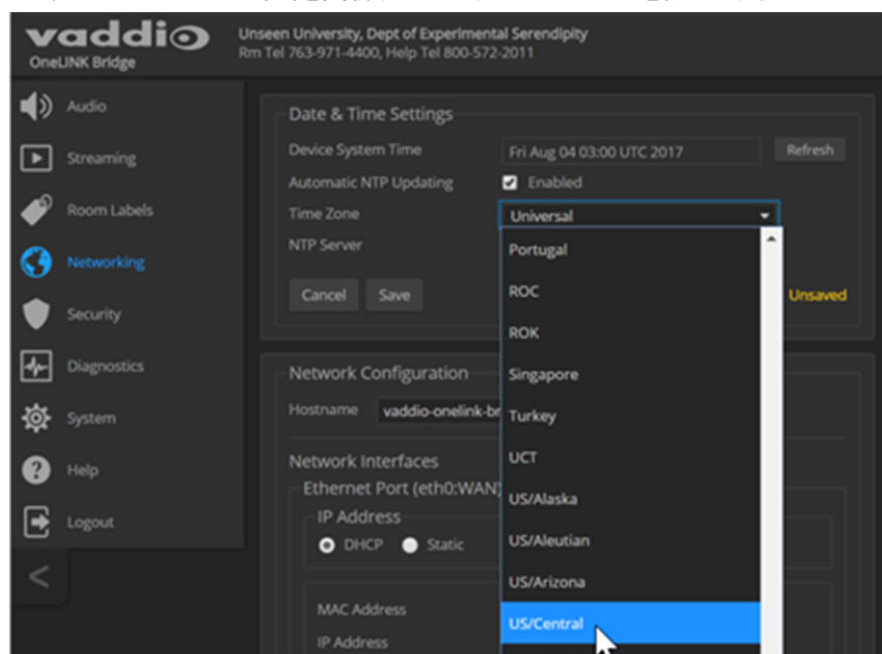 vaddio
OneLINK Bridge
Unseen University, Dept of Experimental Serendipity
Rm Tel 763-971-4400, Help Tel 800-572-2011
Audio
Streaming
Room Labels
Networking
Security
Diagnostics
System
Help
Logout
<
Date & Time Settings
Device System Time Fri Aug 04 03:00 UTC 2017 Refresh
Automatic NTP Updating Enabled
Time Zone Universal
NTP Server
Cancel Save Unsaved
Portugal
ROC
ROK
Singapore
Turkey
UCT
US/Alaska
US/Aleutian
US/Arizona
US/Central
Network Configuration
Hostname vaddio-onelink-br
Network Interfaces
Ethernet Port (eth0:WAN)
IP Address
DHCP Static
MAC Address
IP Address